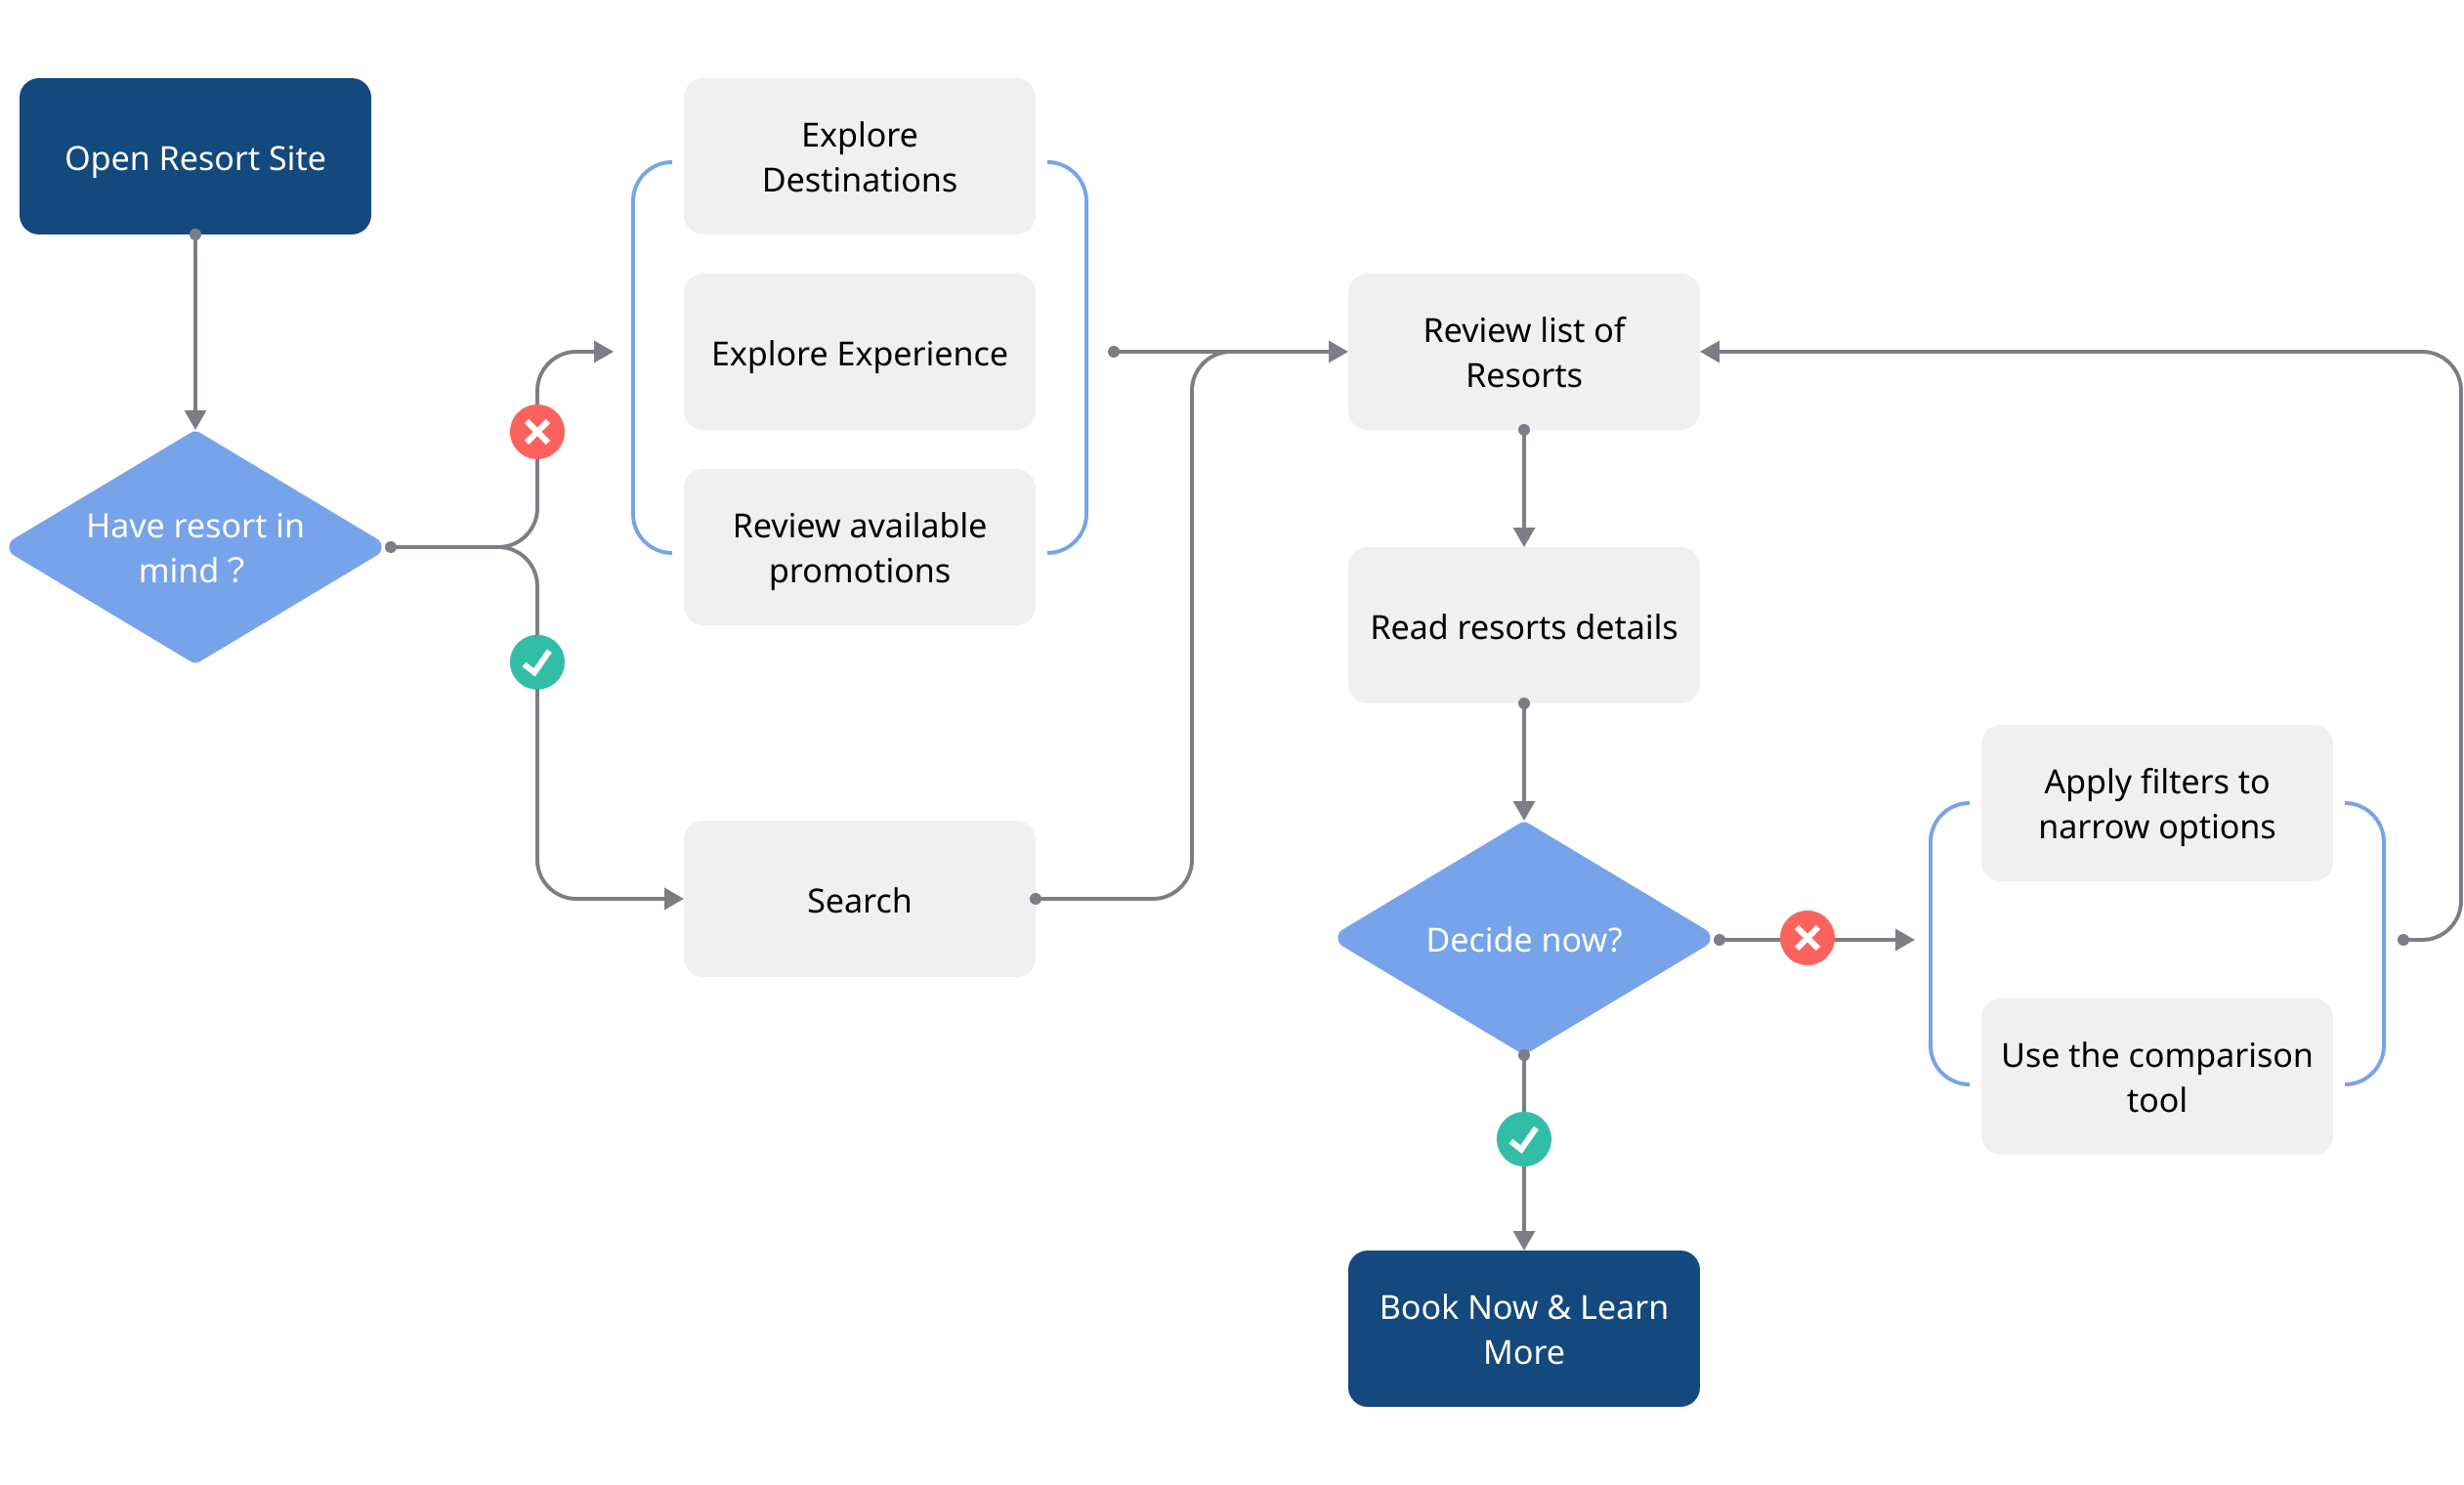 Open Resort Site
Have resort in
mind ?
Explore
Destinations
Explore Experience
Review available
promotions
Search
Review list of
Resorts
Read resorts details
Decide now?
Apply filters to
narrow options
Use the comparison
tool
Book Now & Learn
More